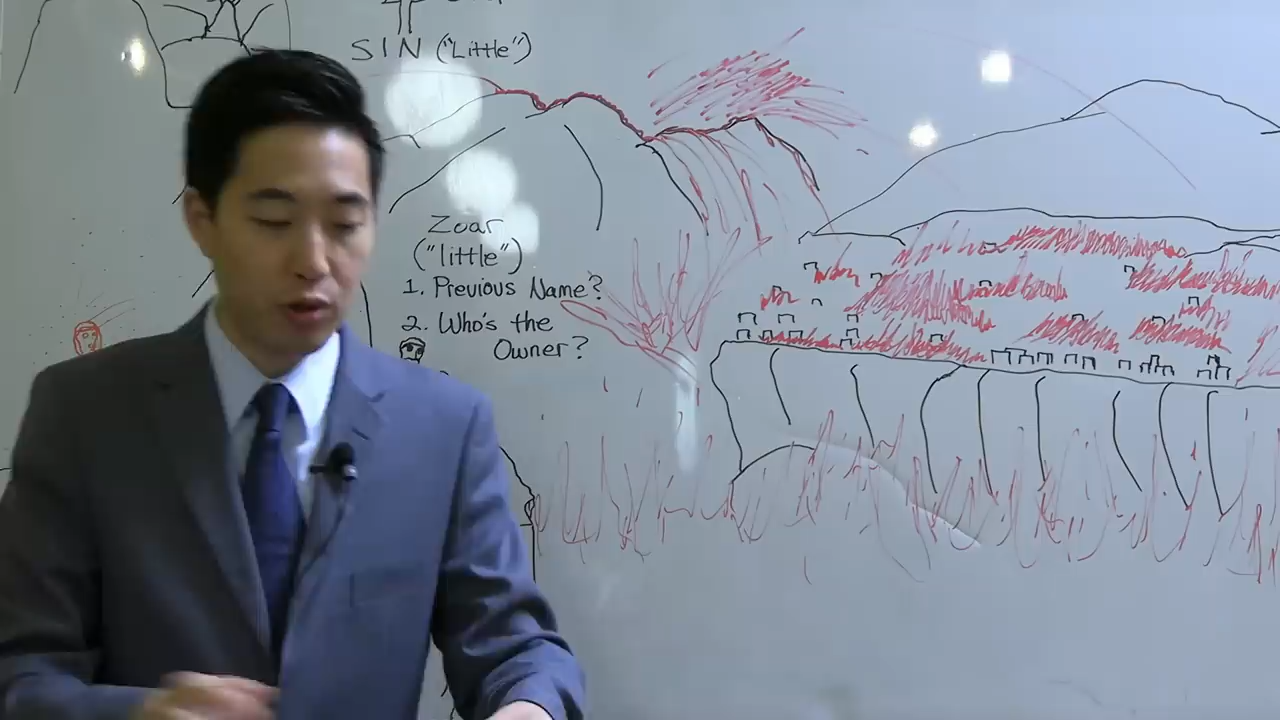 SIN ("Little")
Zoar
("little")
1. Previous Name?
2. Who's the
Owner?